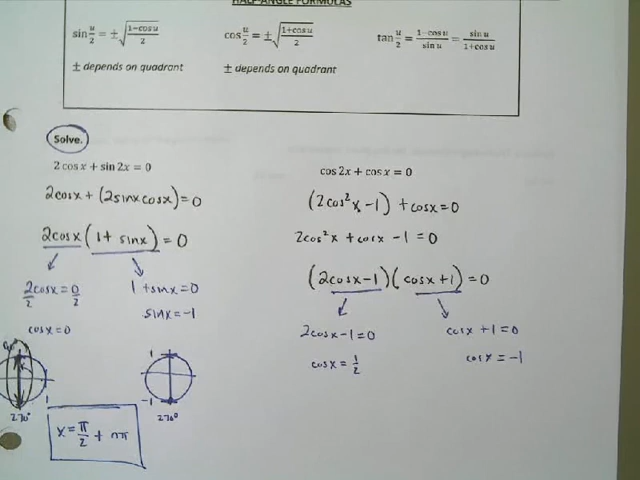 HALF-ANGLE FORMULAS
sin u/2 = ±√((1−cos u)/2)
cos u/2 = ±√((1+cos u)/2)
tan u/2 = (1−cos u)/(sin u) = (sin u)/(1+cos u)
± depends on quadrant
± depends on quadrant
Solve.
2 cos x + sin 2x = 0
2cosx + (2sinx cosx) = 0
2cosx (1 + sinx) = 0
2cosx/2 = 0/2
1 + sinx = 0
sinx = -1
cosx = 0
1
270°
1
-1
270°
x = π/2 + nπ
cos 2x + cos x = 0
(2cos²x -1) + cosx = 0
2cos²x + cosx - 1 = 0
(2cosx -1)(cosx +1) = 0
2cosx -1 = 0
cosx = 1/2
cosx +1 = 0
cosx = -1